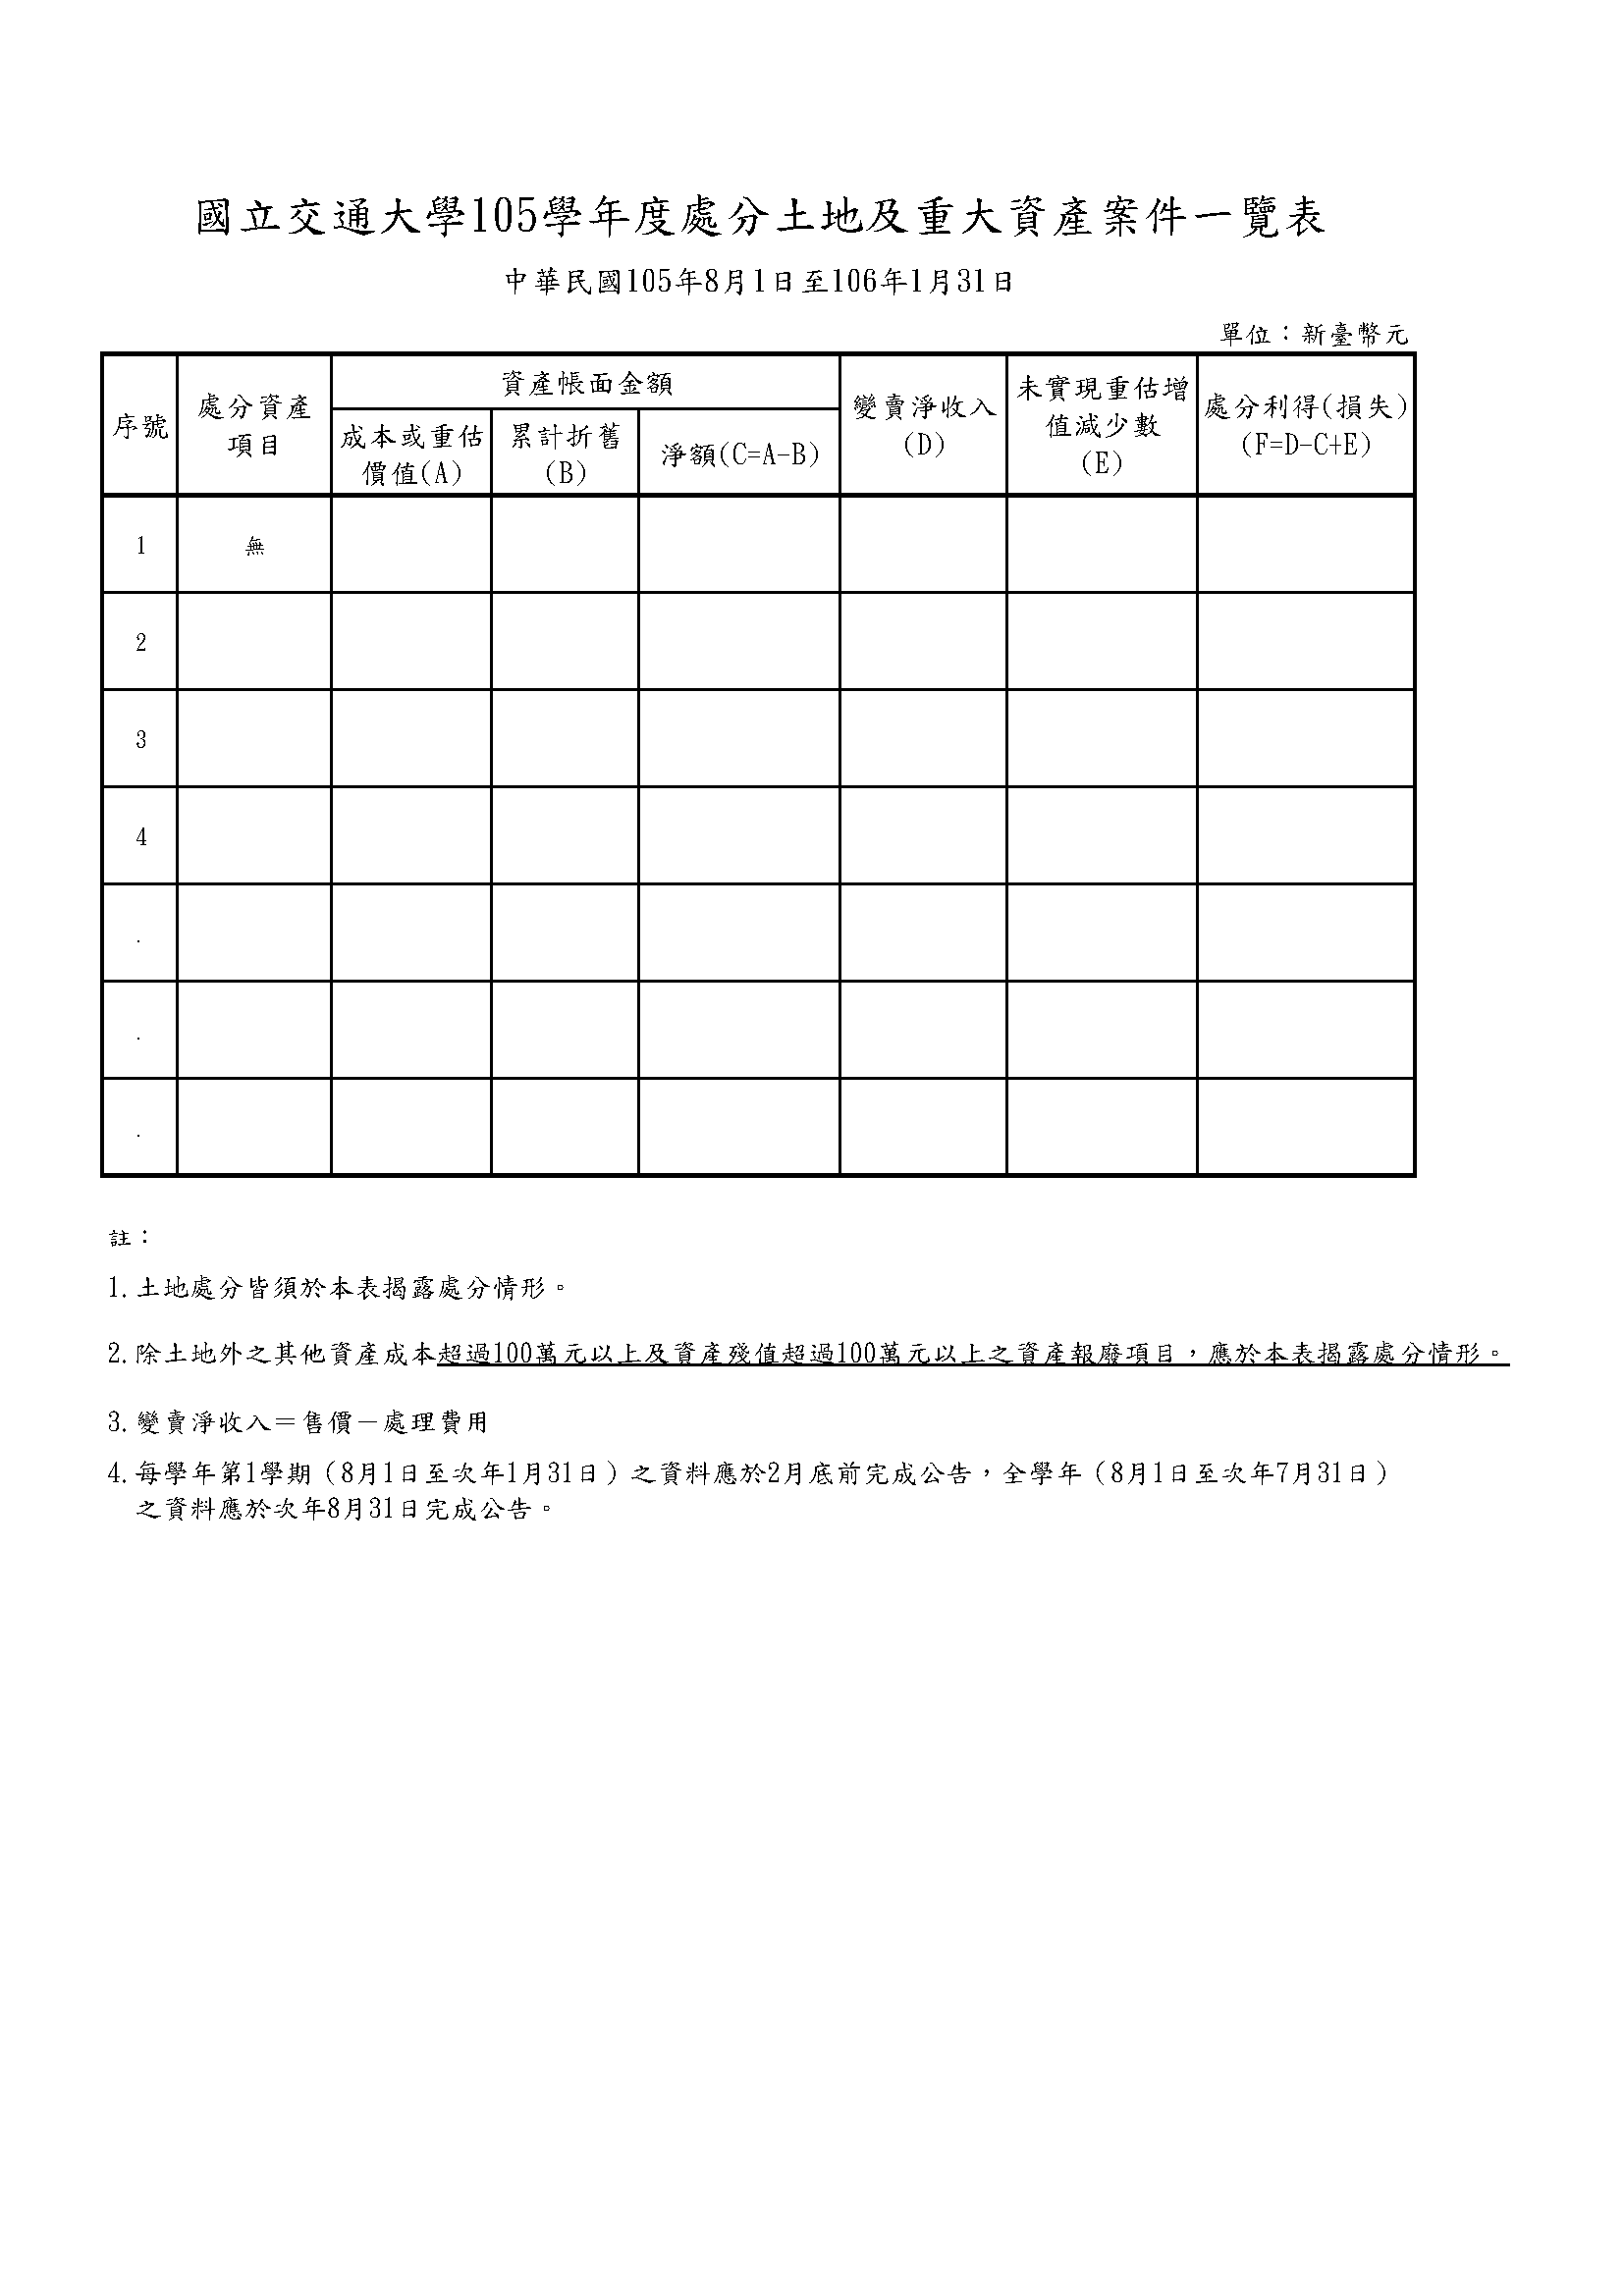 國立交通大學105學年度處分土地及重大資產案件一覽表
中華民國105年8月1日至106年1月31日
單位：新臺幣元
序號
處分資產
項目
資產帳面金額
成本或重估
價值(A)
累計折舊
(B)
淨額(C=A-B)
變賣淨收入
(D)
未實現重估增
值減少數
(E)
處分利得(損失)
(F=D-C+E)
1 無
2
3
4
.
.
.
註：
1.土地處分皆須於本表揭露處分情形。
2.除土地外之其他資產成本超過100萬元以上及資產殘值超過100萬元以上之資產報廢項目，應於本表揭露處分情形。
3.變賣淨收入＝售價－處理費用
4.每學年第1學期（8月1日至次年1月31日）之資料應於2月底前完成公告，全學年（8月1日至次年7月31日）
之資料應於次年8月31日完成公告。